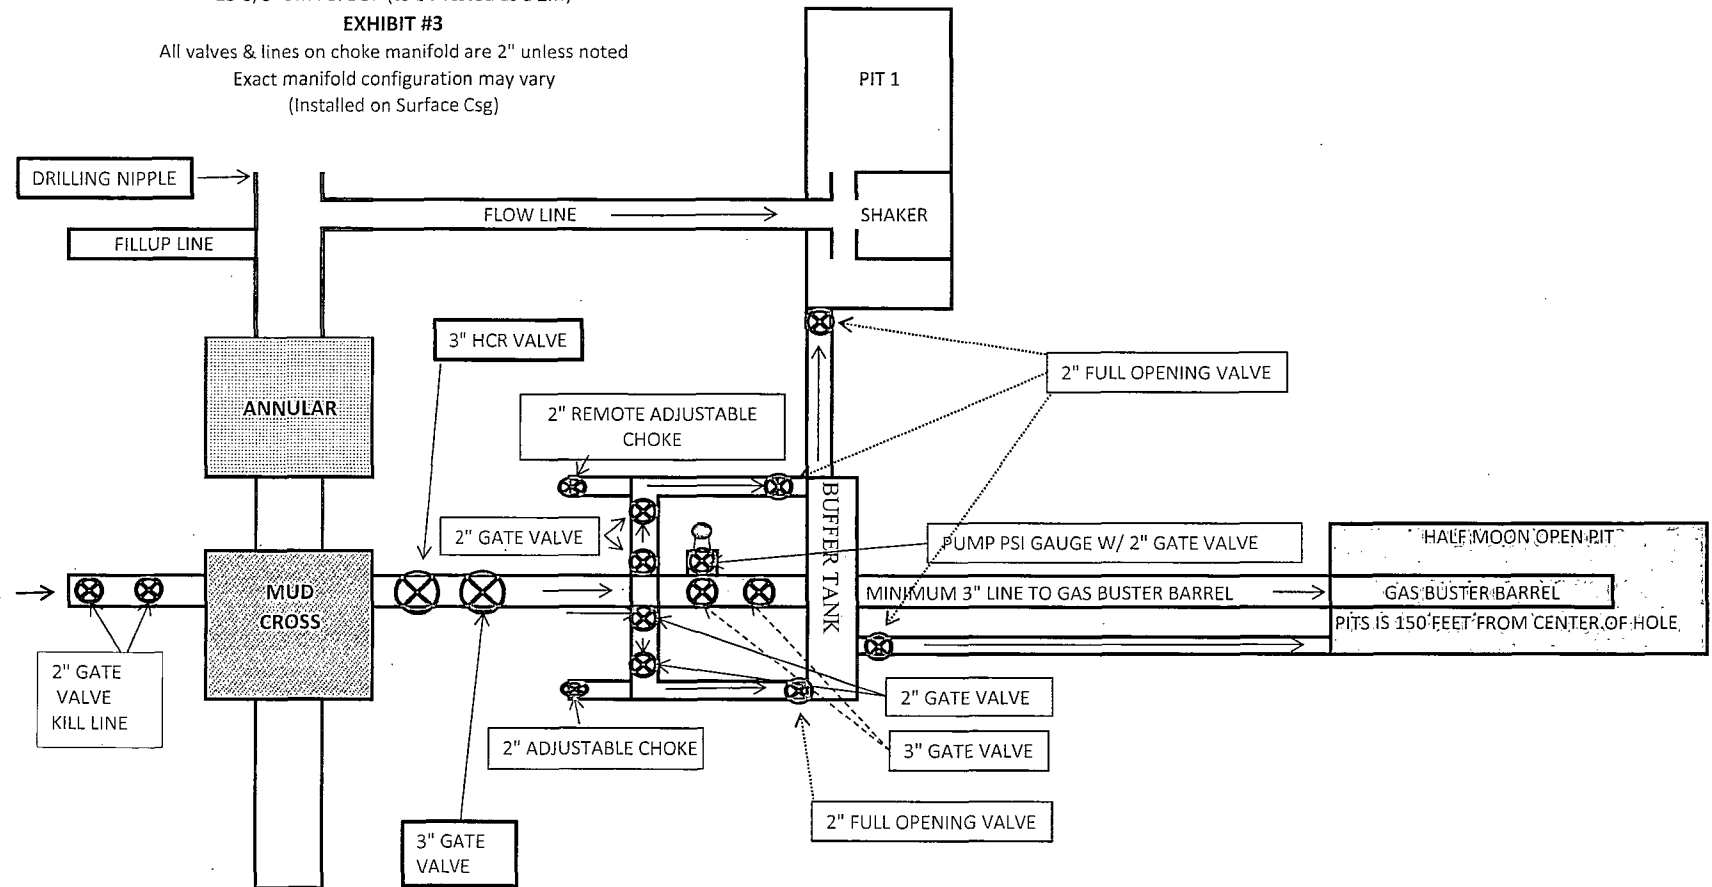 EXHIBIT #3
All valves & lines on choke manifold are 2" unless noted
Exact manifold configuration may vary
(Installed on Surface Csg)
PIT 1
DRILLING NIPPLE
FLOW LINE
SHAKER
FILLUP LINE
3" HCR VALVE
2" FULL OPENING VALVE
ANNULAR
2" REMOTE ADJUSTABLE
CHOKE
BUFFER TANK
2" GATE VALVE
PUMP PSI GAUGE W/ 2" GATE VALVE
HALF MOON OPEN PIT
MUD
CROSS
MINIMUM 3" LINE TO GAS BUSTER BARREL
GAS BUSTER BARREL
PITS IS 150 FEET FROM CENTER OF HOLE
2" GATE
VALVE
KILL LINE
2" GATE VALVE
2" ADJUSTABLE CHOKE
3" GATE VALVE
2" FULL OPENING VALVE
3" GATE
VALVE